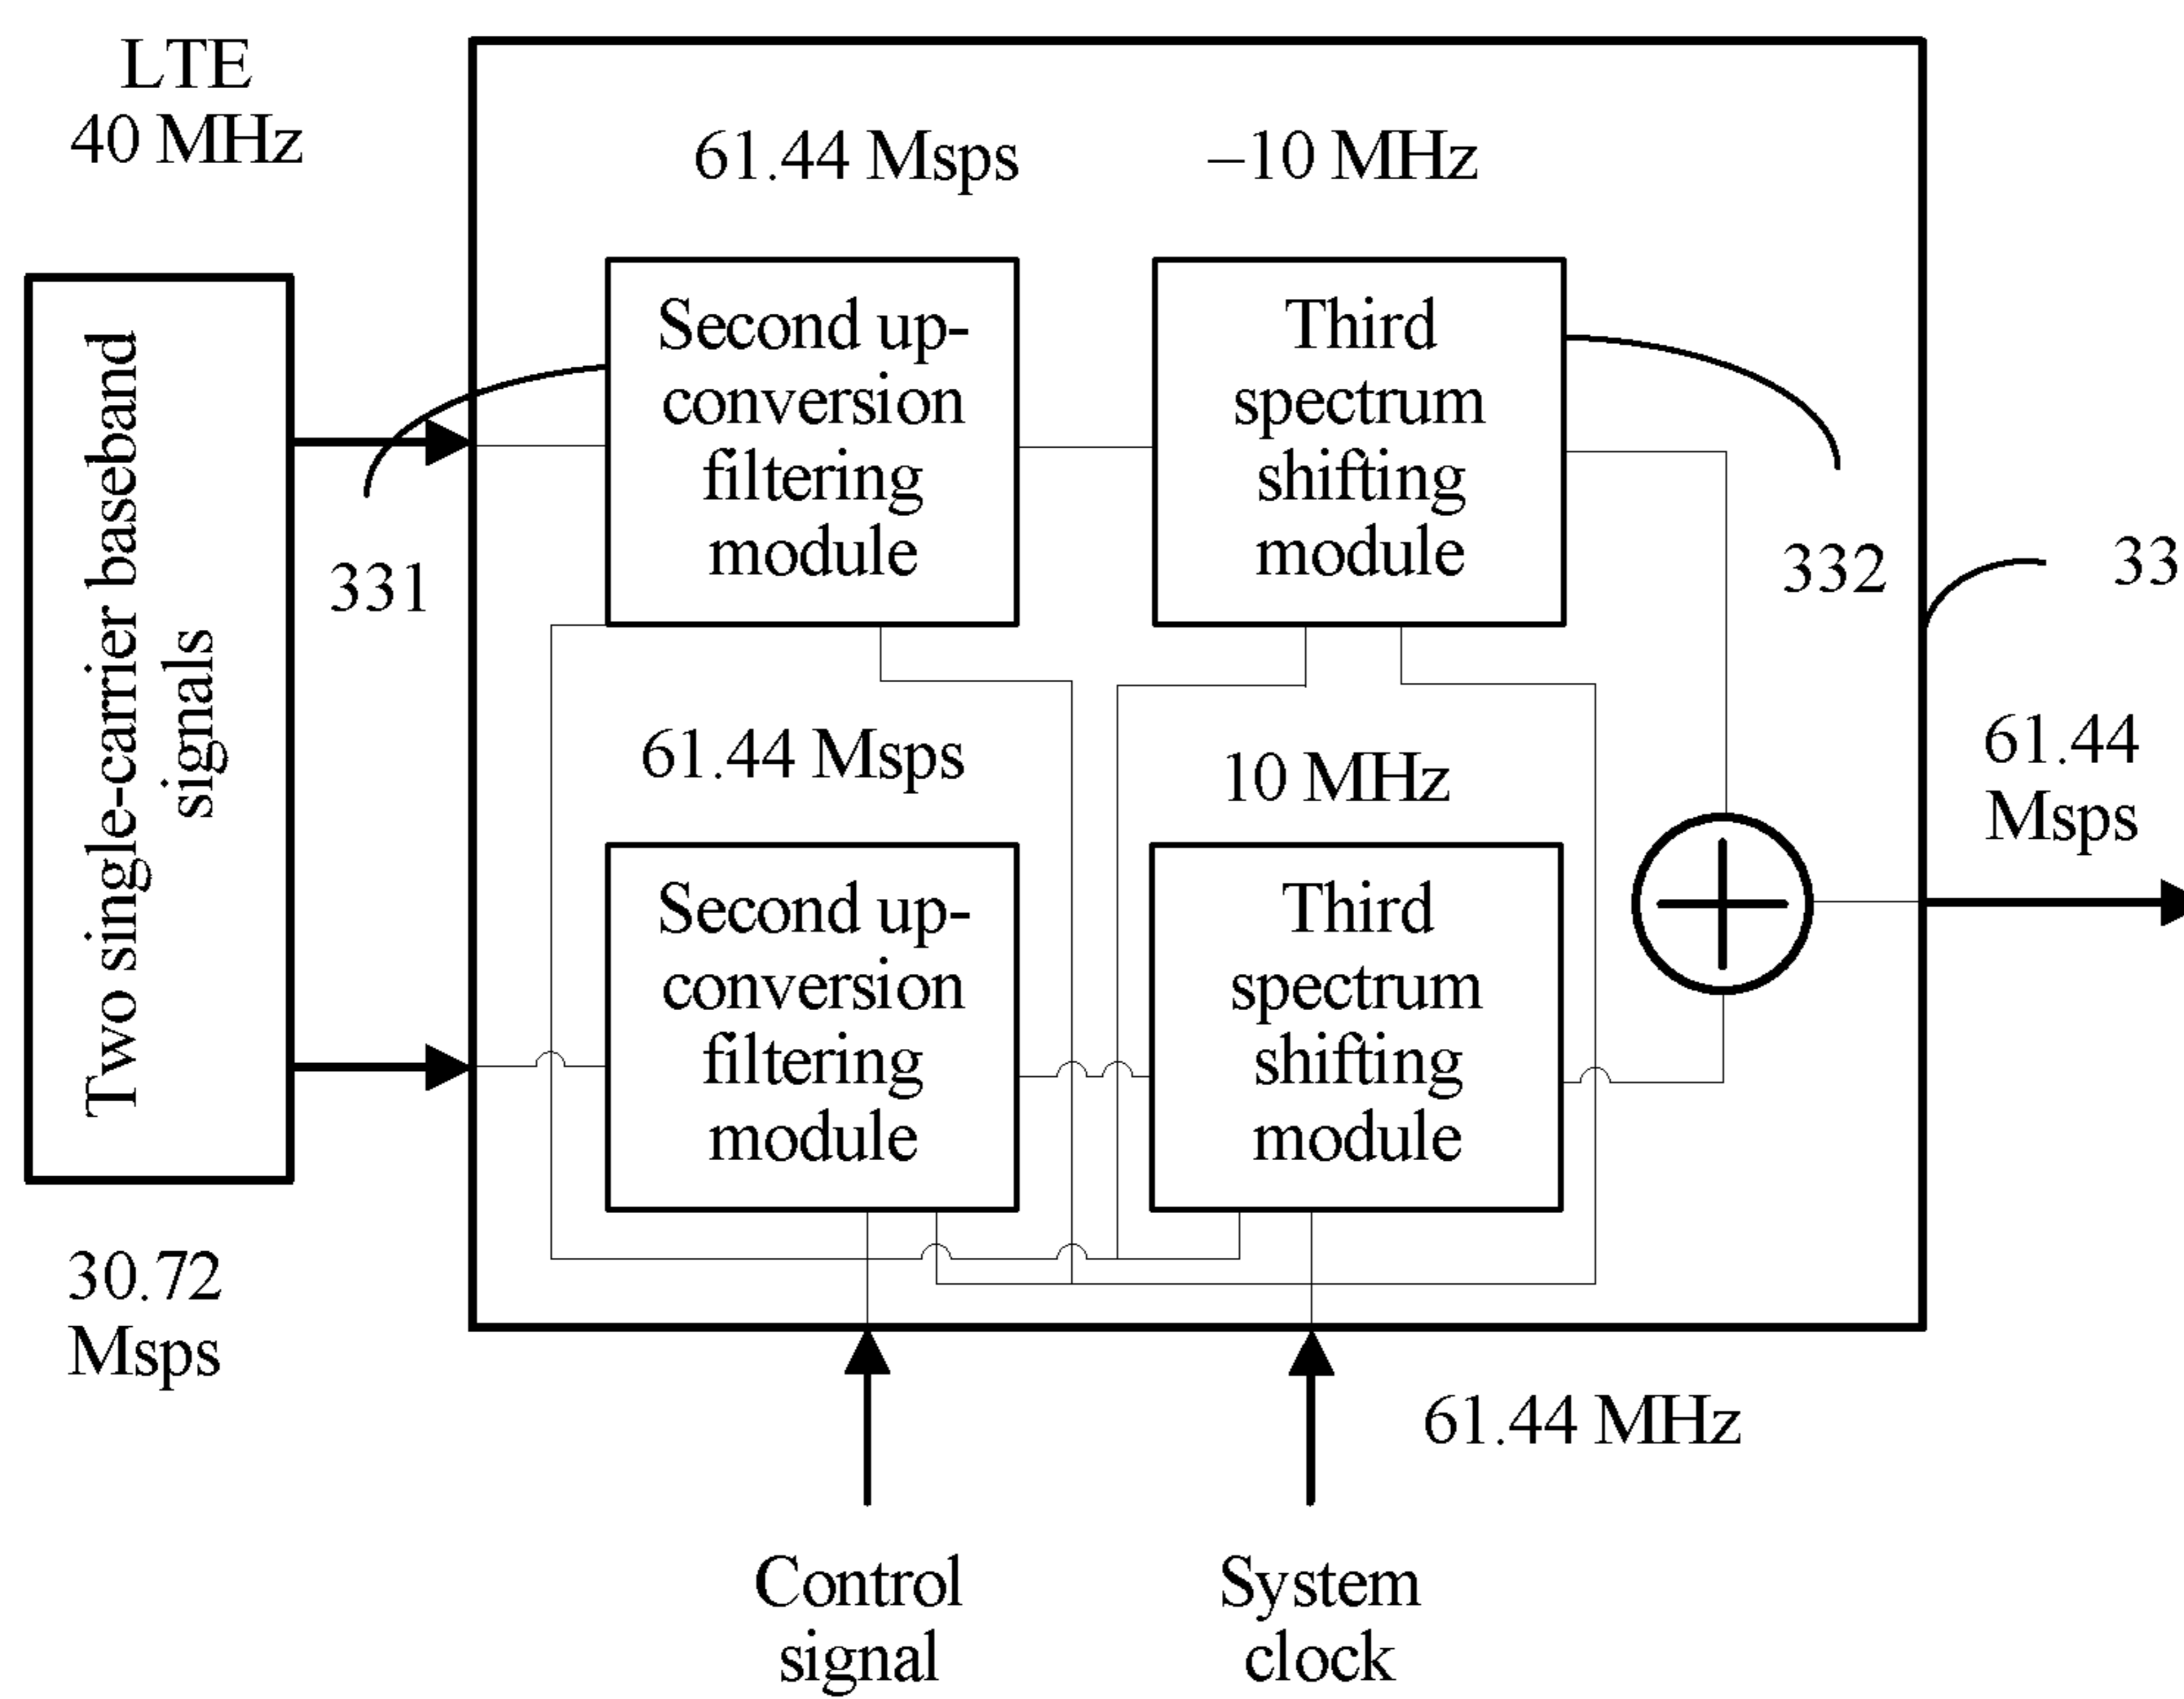 LTE
40 MHz
61.44 Msps
–10 MHz
Two single-carrier baseband
signals
Second up-
conversion
filtering
module
Third
spectrum
shifting
module
331
332
33
61.44 Msps
10 MHz
61.44
Msps
Second up-
conversion
filtering
module
Third
spectrum
shifting
module
30.72
Msps
61.44 MHz
Control
signal
System
clock